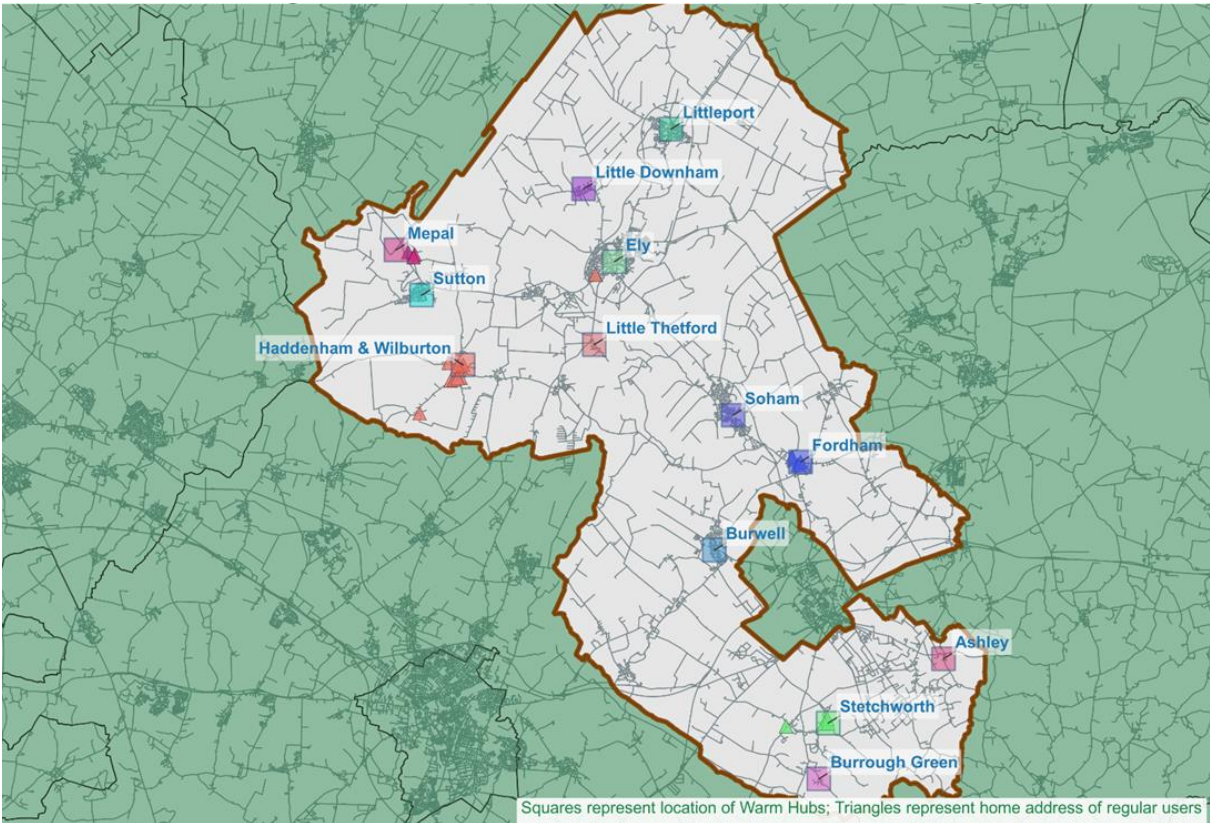 Littleport
Little Downham
Mepal
Ely
Sutton
Little Thetford
Haddenham & Wilburton
Soham
Fordham
Burwell
Ashley
Stetchworth
Burrough Green
Squares represent location of Warm Hubs; Triangles represent home address of regular users